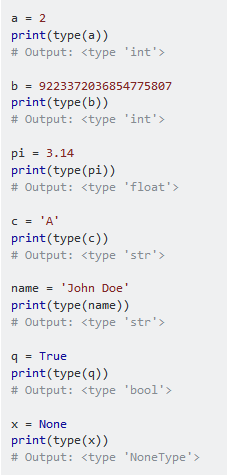 a = 2
print(type(a))
# Output: <type 'int'>
b = 9223372036854775807
print(type(b))
# Output: <type 'int'>
pi = 3.14
print(type(pi))
# Output: <type 'float'>
c = 'A'
print(type(c))
# Output: <type 'str'>
name = 'John Doe'
print(type(name))
# Output: <type 'str'>
q = True
print(type(q))
# Output: <type 'bool'>
x = None
print(type(x))
# Output: <type 'NoneType'>